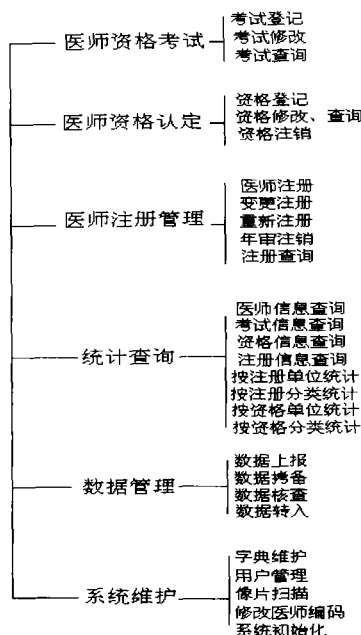 医师资格考试
考试登记
考试修改
考试查询
医师资格认定
资格登记
资格修改、查询
资格注销
医师注册管理
医师注册
变更注册
重新注册
年审注销
注册查询
统计查询
医师信息查询
考试信息查询
资格信息查询
注册信息查询
按注册单位统计
按注册分类统计
按资格单位统计
按资格分类统计
数据管理
数据上报
数据拷备
数据核查
数据转入
系统维护
字典维护
用户管理
像片扫描
修改医师编码
系统初始化